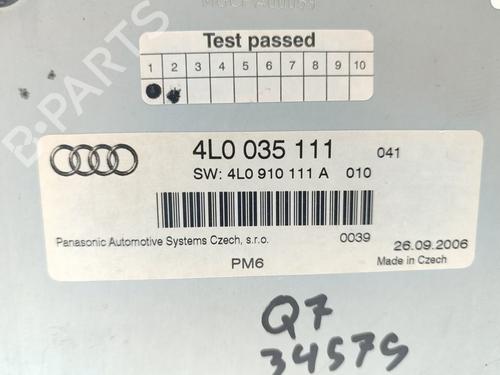 Test passed
1 2 3 4 5 6 7 8 9 10
4L0 035 111 041
SW: 4L0 910 111 A 010
Panasonic Automotive Systems Czech, s.r.o. 0039 26.09.2006
PM6 Made in Czech
Q7
34579
B-PARTS